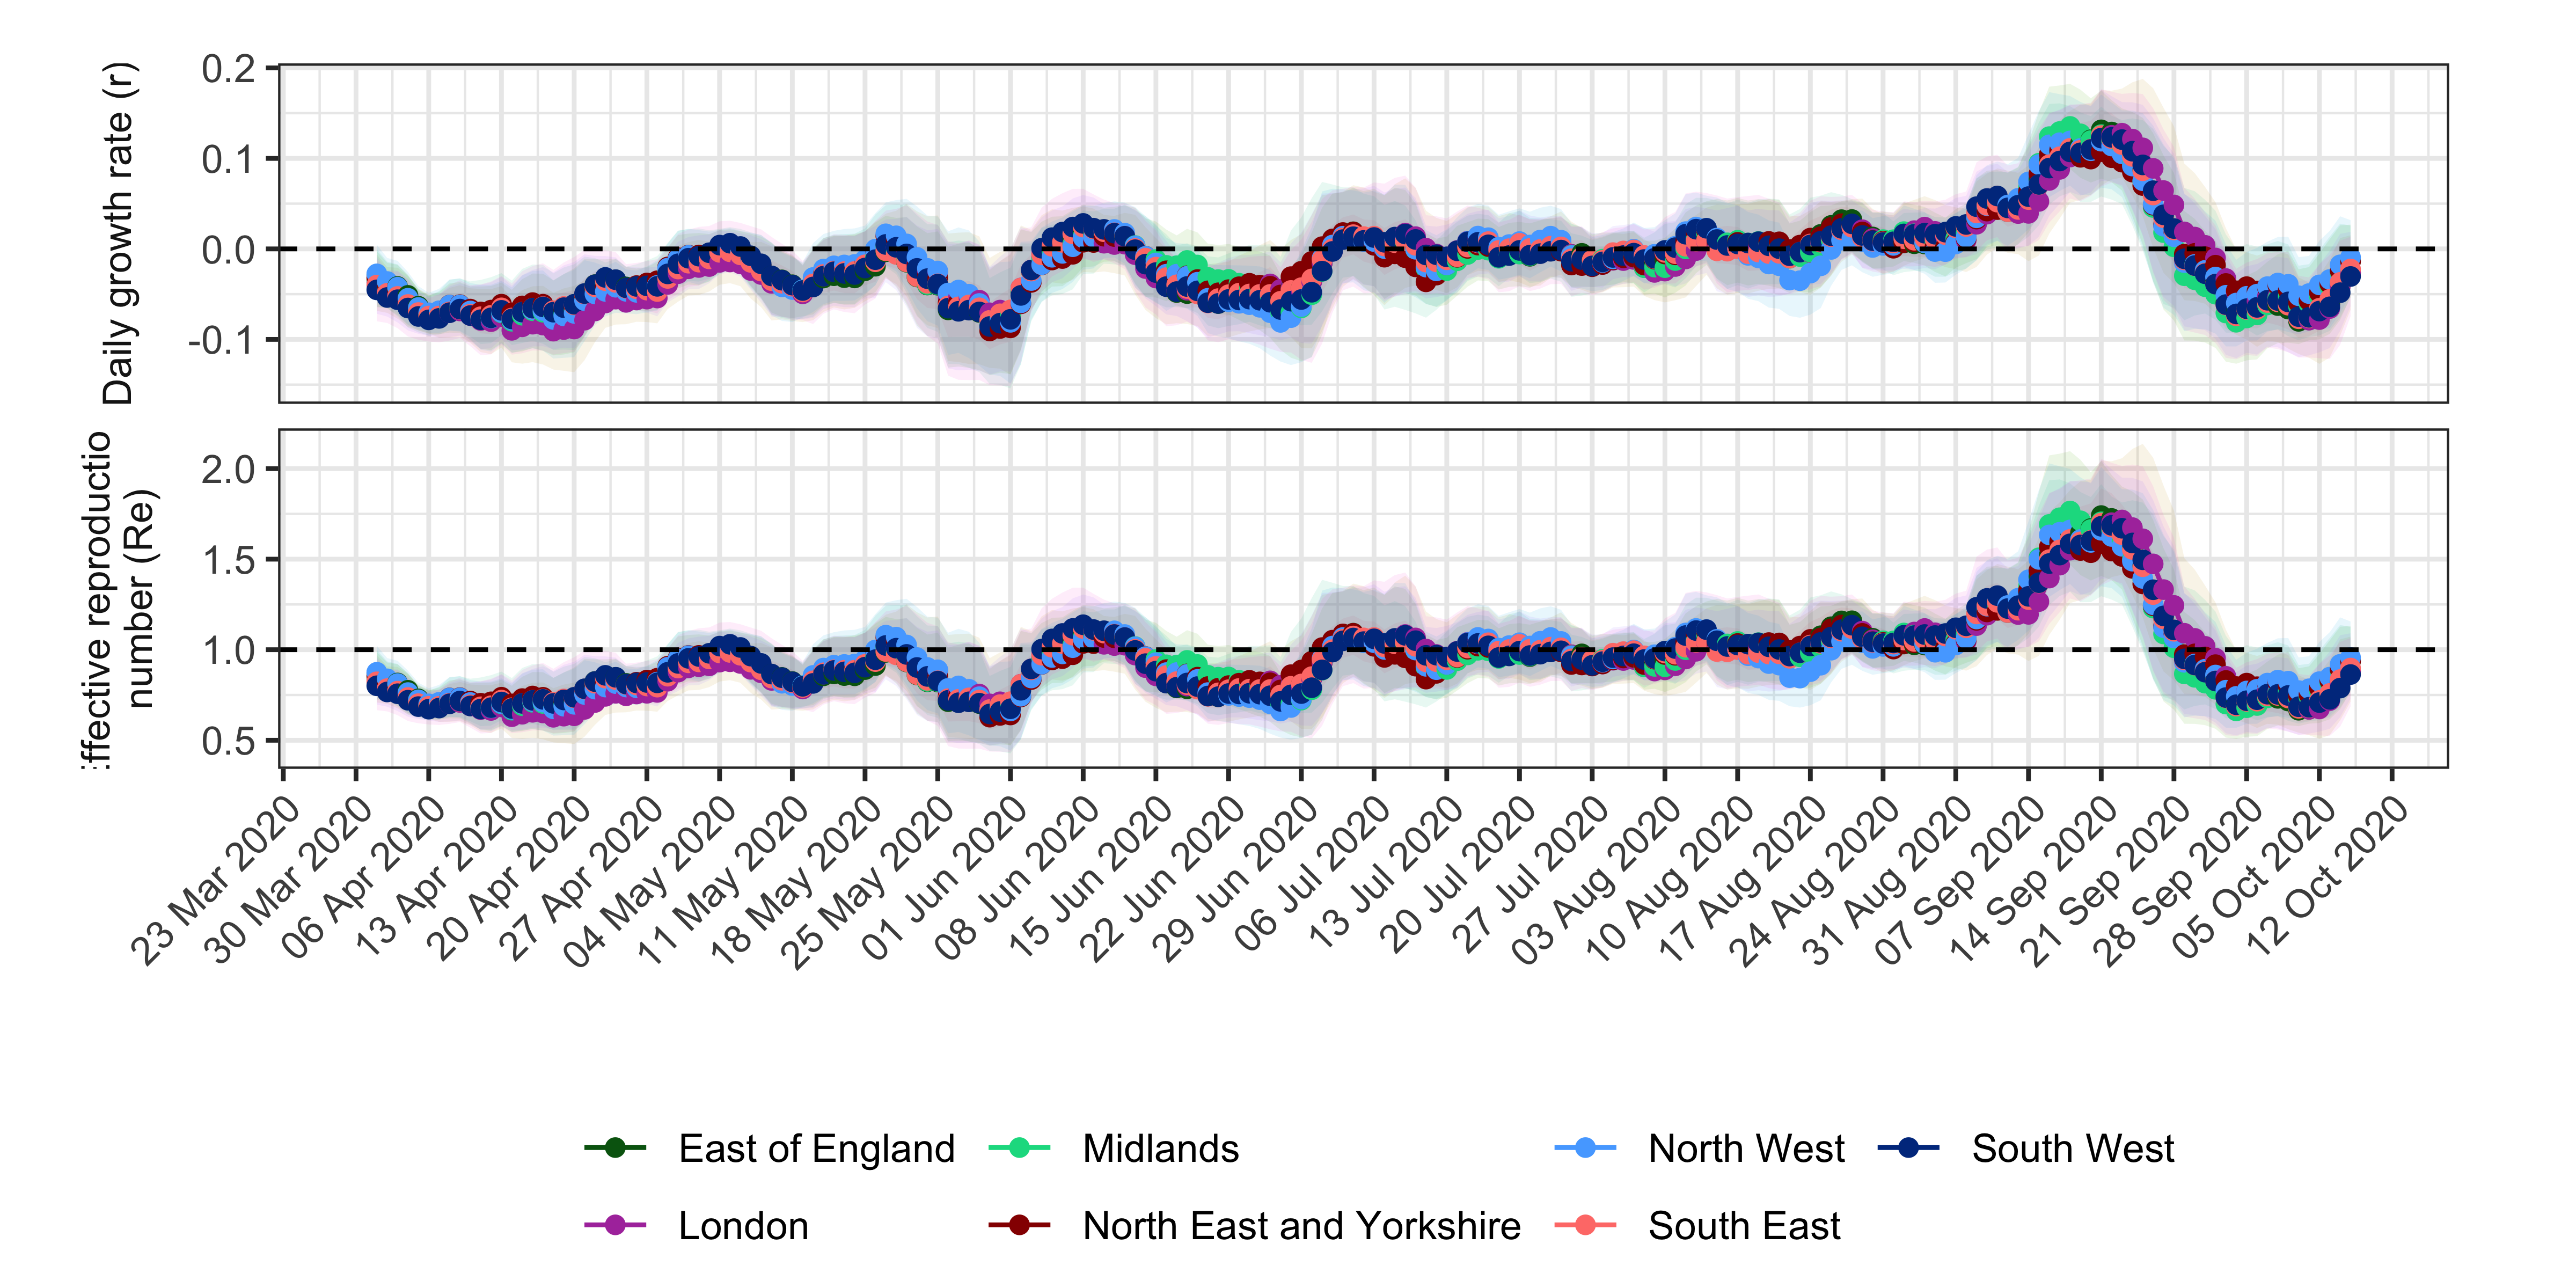 Daily growth rate (r)
0.2
0.1
0.0
-0.1
ffective reproductio
number (Re)
2.0
1.5
1.0
0.5
23 Mar 2020
30 Mar 2020
06 Apr 2020
13 Apr 2020
20 Apr 2020
27 Apr 2020
04 May 2020
11 May 2020
18 May 2020
25 May 2020
01 Jun 2020
08 Jun 2020
15 Jun 2020
22 Jun 2020
29 Jun 2020
06 Jul 2020
13 Jul 2020
20 Jul 2020
27 Jul 2020
03 Aug 2020
10 Aug 2020
17 Aug 2020
24 Aug 2020
31 Aug 2020
07 Sep 2020
14 Sep 2020
21 Sep 2020
28 Sep 2020
05 Oct 2020
12 Oct 2020
East of England Midlands North West South West
London North East and Yorkshire South East